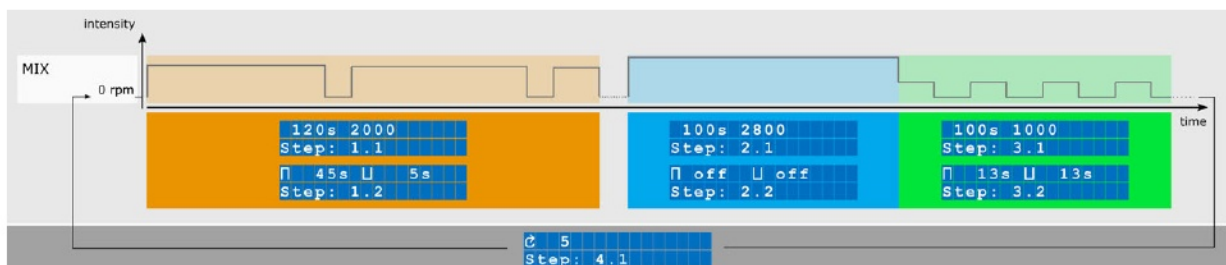 intensity
MIX
0 rpm
time
120s 2000
Step: 1.1
⊓ 45s ⊔ 5s
Step: 1.2
100s 2800
Step: 2.1
⊓ off ⊔ off
Step: 2.2
100s 1000
Step: 3.1
⊓ 13s ⊔ 13s
Step: 3.2
↻ 5
Step: 4.1